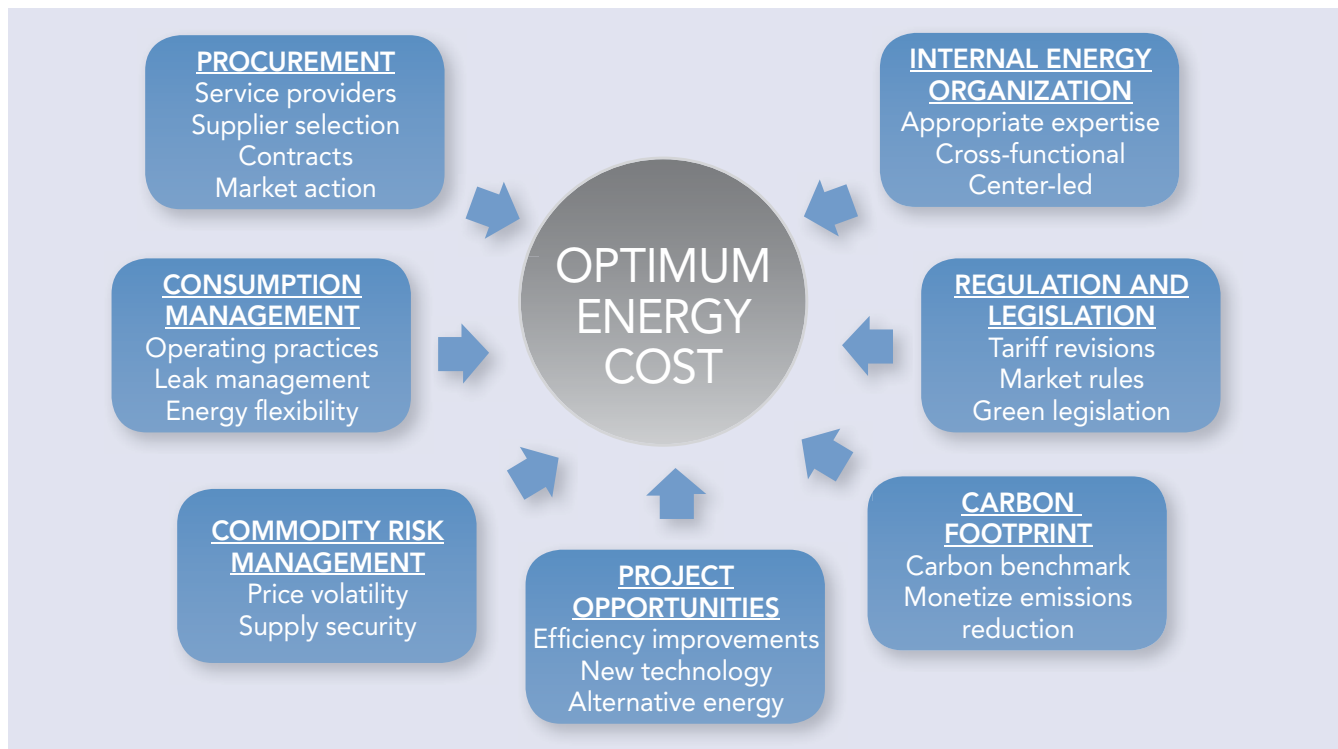 PROCUREMENT
Service providers
Supplier selection
Contracts
Market action
INTERNAL ENERGY
ORGANIZATION
Appropriate expertise
Cross-functional
Center-led
OPTIMUM
ENERGY
COST
CONSUMPTION
MANAGEMENT
Operating practices
Leak management
Energy flexibility
REGULATION AND
LEGISLATION
Tariff revisions
Market rules
Green legislation
COMMODITY RISK
MANAGEMENT
Price volatility
Supply security
PROJECT
OPPORTUNITIES
Efficiency improvements
New technology
Alternative energy
CARBON
FOOTPRINT
Carbon benchmark
Monetize emissions
reduction